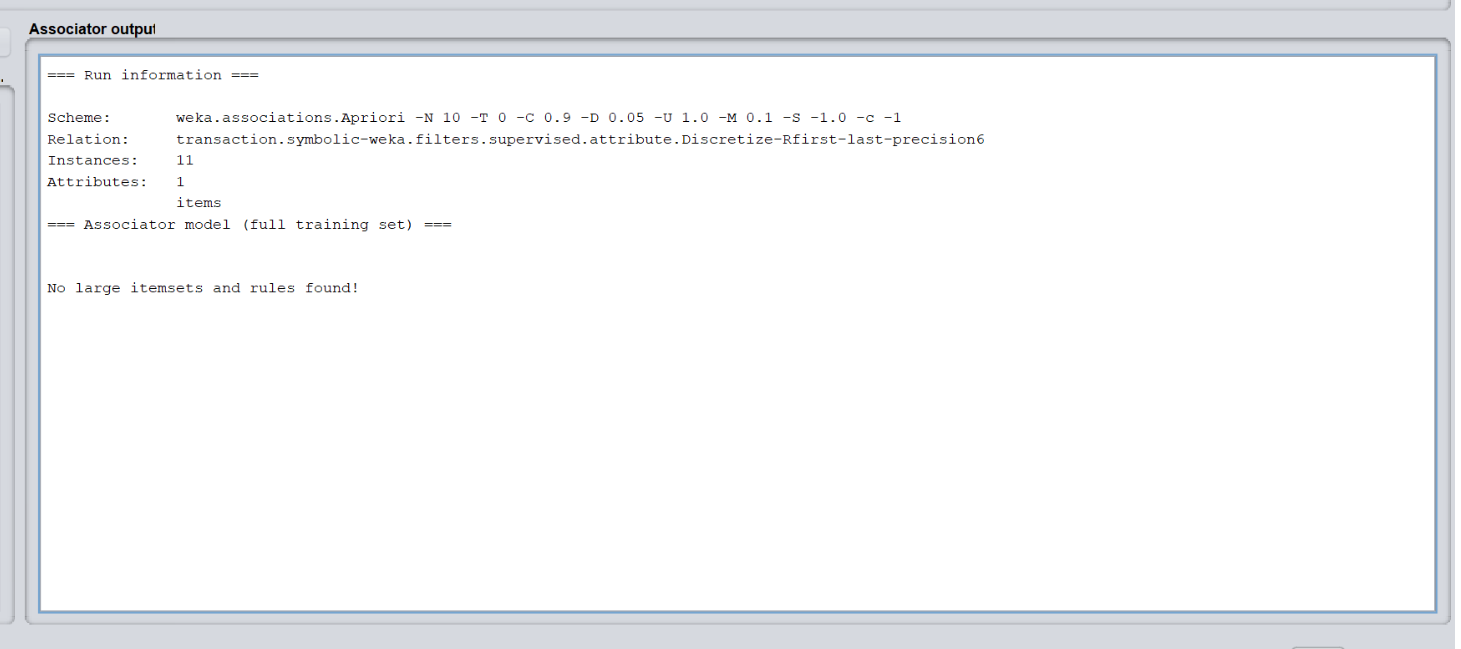 Associator output
=== Run information ===
Scheme:       weka.associations.Apriori -N 10 -T 0 -C 0.9 -D 0.05 -U 1.0 -M 0.1 -S -1.0 -c -1
Relation:     transaction.symbolic-weka.filters.supervised.attribute.Discretize-Rfirst-last-precision6
Instances:    11
Attributes:   1
              items
=== Associator model (full training set) ===
No large itemsets and rules found!